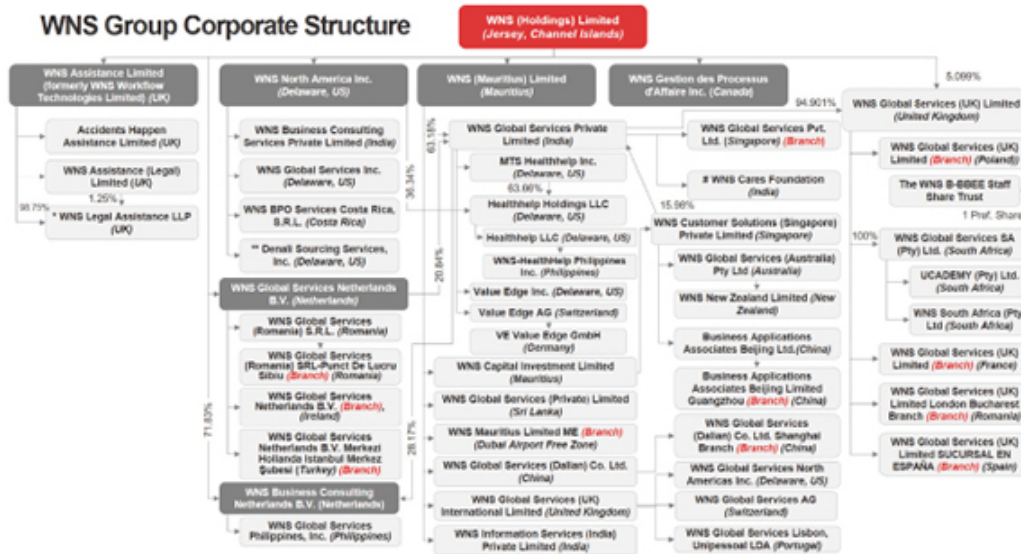 WNS Group Corporate Structure
WNS (Holdings) Limited
(Jersey, Channel Islands)
WNS Assistance Limited
(formerly WNS Workflow
Technologies Limited) (UK)
Accidents Happen
Assistance Limited (UK)
WNS Assistance (Legal)
Limited (UK)
1.25%
98.75%
* WNS Legal Assistance LLP
(UK)
WNS North America Inc.
(Delaware, US)
WNS Business Consulting
Services Private Limited (India)
WNS Global Services Inc.
(Delaware, US)
WNS BPO Services Costa Rica,
S.R.L. (Costa Rica)
** Denali Sourcing Services,
Inc. (Delaware, US)
WNS Global Services Netherlands
B.V. (Netherlands)
WNS Global Services
(Romania) S.R.L. (Romania)
WNS Global Services
(Romania) SRL-Punct De Lucru
Sibiu (Branch) (Romania)
WNS Global Services
Netherlands B.V. (Branch),
(Ireland)
WNS Global Services
Netherlands B.V. Merkezi
Hollanda Istanbul Merkez
Şubesi (Turkey) (Branch)
71.83%
WNS Business Consulting
Netherlands B.V. (Netherlands)
WNS Global Services
Philippines, Inc. (Philippines)
WNS (Mauritius) Limited
(Mauritius)
63.18%
36.34%
20.84%
28.17%
WNS Global Services Private
Limited (India)
MTS Healthhelp Inc.
(Delaware, US)
63.66%
Healthhelp Holdings LLC
(Delaware, US)
Healthhelp LLC (Delaware, US)
WNS-HealthHelp Philippines
Inc. (Philippines)
Value Edge Inc. (Delaware, US)
Value Edge AG (Switzerland)
VE Value Edge GmbH
(Germany)
WNS Capital Investment Limited
(Mauritius)
WNS Global Services (Private) Limited
(Sri Lanka)
WNS Mauritius Limited ME (Branch)
(Dubai Airport Free Zone)
WNS Global Services (Dalian) Co. Ltd.
(China)
WNS Global Services (UK)
International Limited (United Kingdom)
WNS Information Services (India)
Private Limited (India)
WNS Gestion des Processus
d'Affaire Inc. (Canada)
WNS Global Services Pvt.
Ltd. (Singapore) (Branch)
# WNS Cares Foundation
(India)
15.98%
WNS Customer Solutions (Singapore)
Private Limited (Singapore)
WNS Global Services (Australia)
Pty Ltd (Australia)
WNS New Zealand Limited (New
Zealand)
Business Applications
Associates Beijing Ltd.(China)
Business Applications
Associates Beijing Limited
Guangzhou (Branch) (China)
WNS Global Services
(Dalian) Co. Ltd. Shanghai
Branch (Branch) (China)
WNS Global Services North
Americas Inc. (Delaware, US)
WNS Global Services AG
(Switzerland)
WNS Global Services Lisbon,
Unipessoal LDA (Portugal)
5.099%
94.901%
WNS Global Services (UK) Limited
(United Kingdom)
WNS Global Services (UK)
Limited (Branch) (Poland))
The WNS B-BBEE Staff
Share Trust
1 Pref. Share
100%
WNS Global Services SA
(Pty) Ltd. (South Africa)
UCADEMY (Pty) Ltd.
(South Africa)
WNS South Africa (Pty
Ltd (South Africa)
WNS Global Services (UK)
Limited (Branch) (France)
WNS Global Services (UK)
Limited London Bucharest
Branch (Branch) (Romania)
WNS Global Services (UK)
Limited SUCURSAL EN
ESPAÑA (Branch) (Spain)